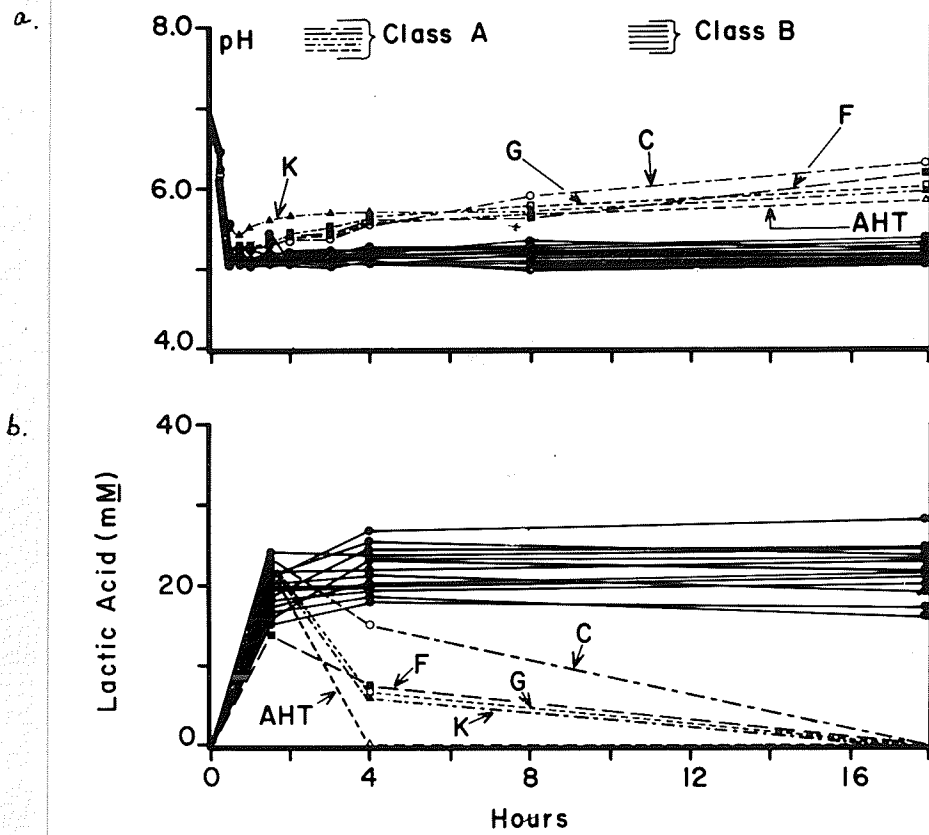 a.
8.0
pH
Class A
Class B
K
G
C
F
6.0
AHT
4.0
b.
40
Lactic Acid (mM)
20
C
F
G
AHT
K
0
0 4 8 12 16
Hours